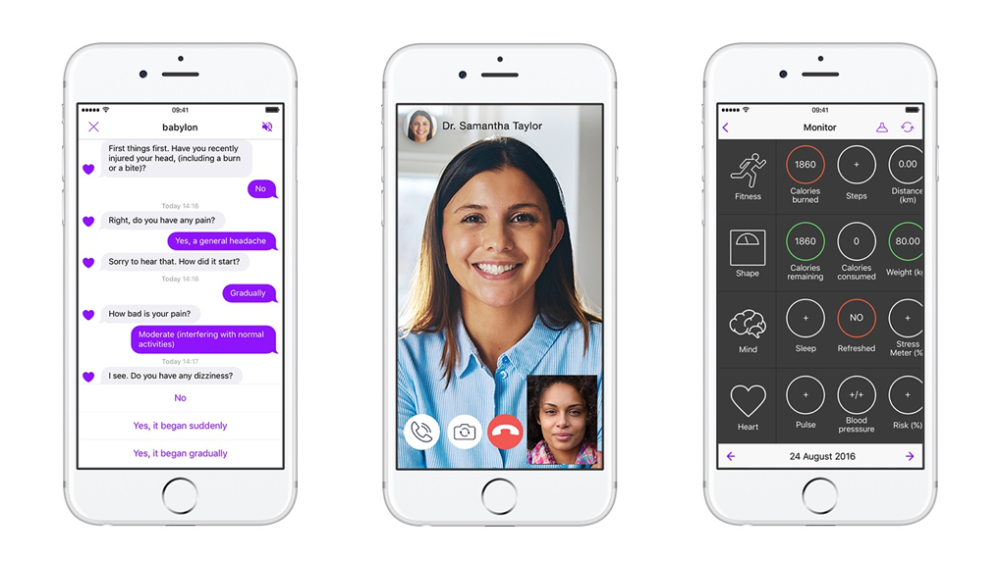 09:41
babylon
First things first. Have you recently
injured your head, (including a burn
or a bite)?
No
Today 14:16
Right, do you have any pain?
Yes, a general headache
Sorry to hear that. How did it start?
Today 14:16
Gradually
How bad is your pain?
Moderate (interfering with normal
activities)
Today 14:17
I see. Do you have any dizziness?
No
Yes, it began suddenly
Yes, it began gradually
Dr. Samantha Taylor
09:41
Monitor
Fitness
1860
Calories
burned
+
Steps
0.00
Distance
(km)
Shape
1860
Calories
remaining
0
Calories
consumed
80.00
Weight (k
Mind
+
Sleep
NO
Refreshed
+
Stress
Meter (%
Heart
+
Pulse
+/+
Blood
presssure
+
Risk (%)
24 August 2016